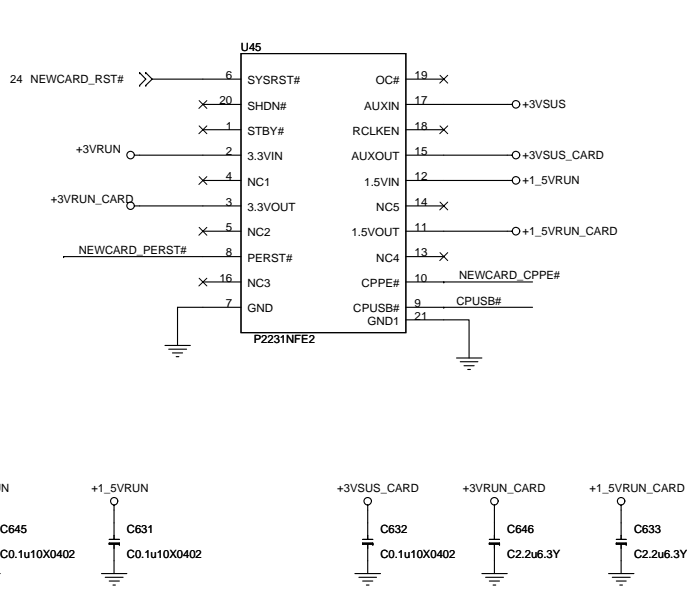 U45
24 NEWCARD_RST# 6 SYSRST# OC# 19
20 SHDN# AUXIN 17 +3VSUS
1 STBY# RCLKEN 18
+3VRUN 2 3.3VIN AUXOUT 15 +3VSUS_CARD
4 NC1 1.5VIN 12 +1_5VRUN
+3VRUN_CARD 3 3.3VOUT NC5 14
5 NC2 1.5VOUT 11 +1_5VRUN_CARD
NEWCARD_PERST# 8 PERST# NC4 13
16 NC3 CPPE# 10 NEWCARD_CPPE#
7 GND CPUSB# 9 CPUSB#
GND1 21
P2231NFE2
+1_5VRUN +3VSUS_CARD +3VRUN_CARD +1_5VRUN_CARD
C645 C631 C632 C646 C633
C0.1u10X0402 C0.1u10X0402 C0.1u10X0402 C2.2u6.3Y C2.2u6.3Y